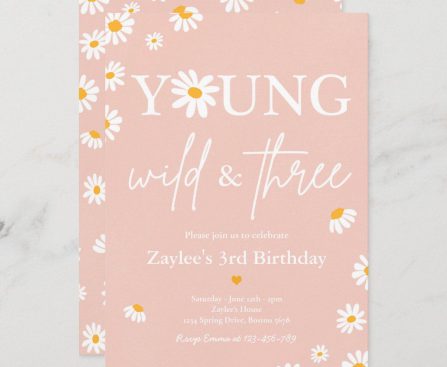 YOUNG
wild & three
Please join us to celebrate
Zaylee's 3rd Birthday
Saturday - June 12th - 2pm
Zaylee's House
1234 Spring Drive, Boston 5678
Rsvp Emma at 123-456-789